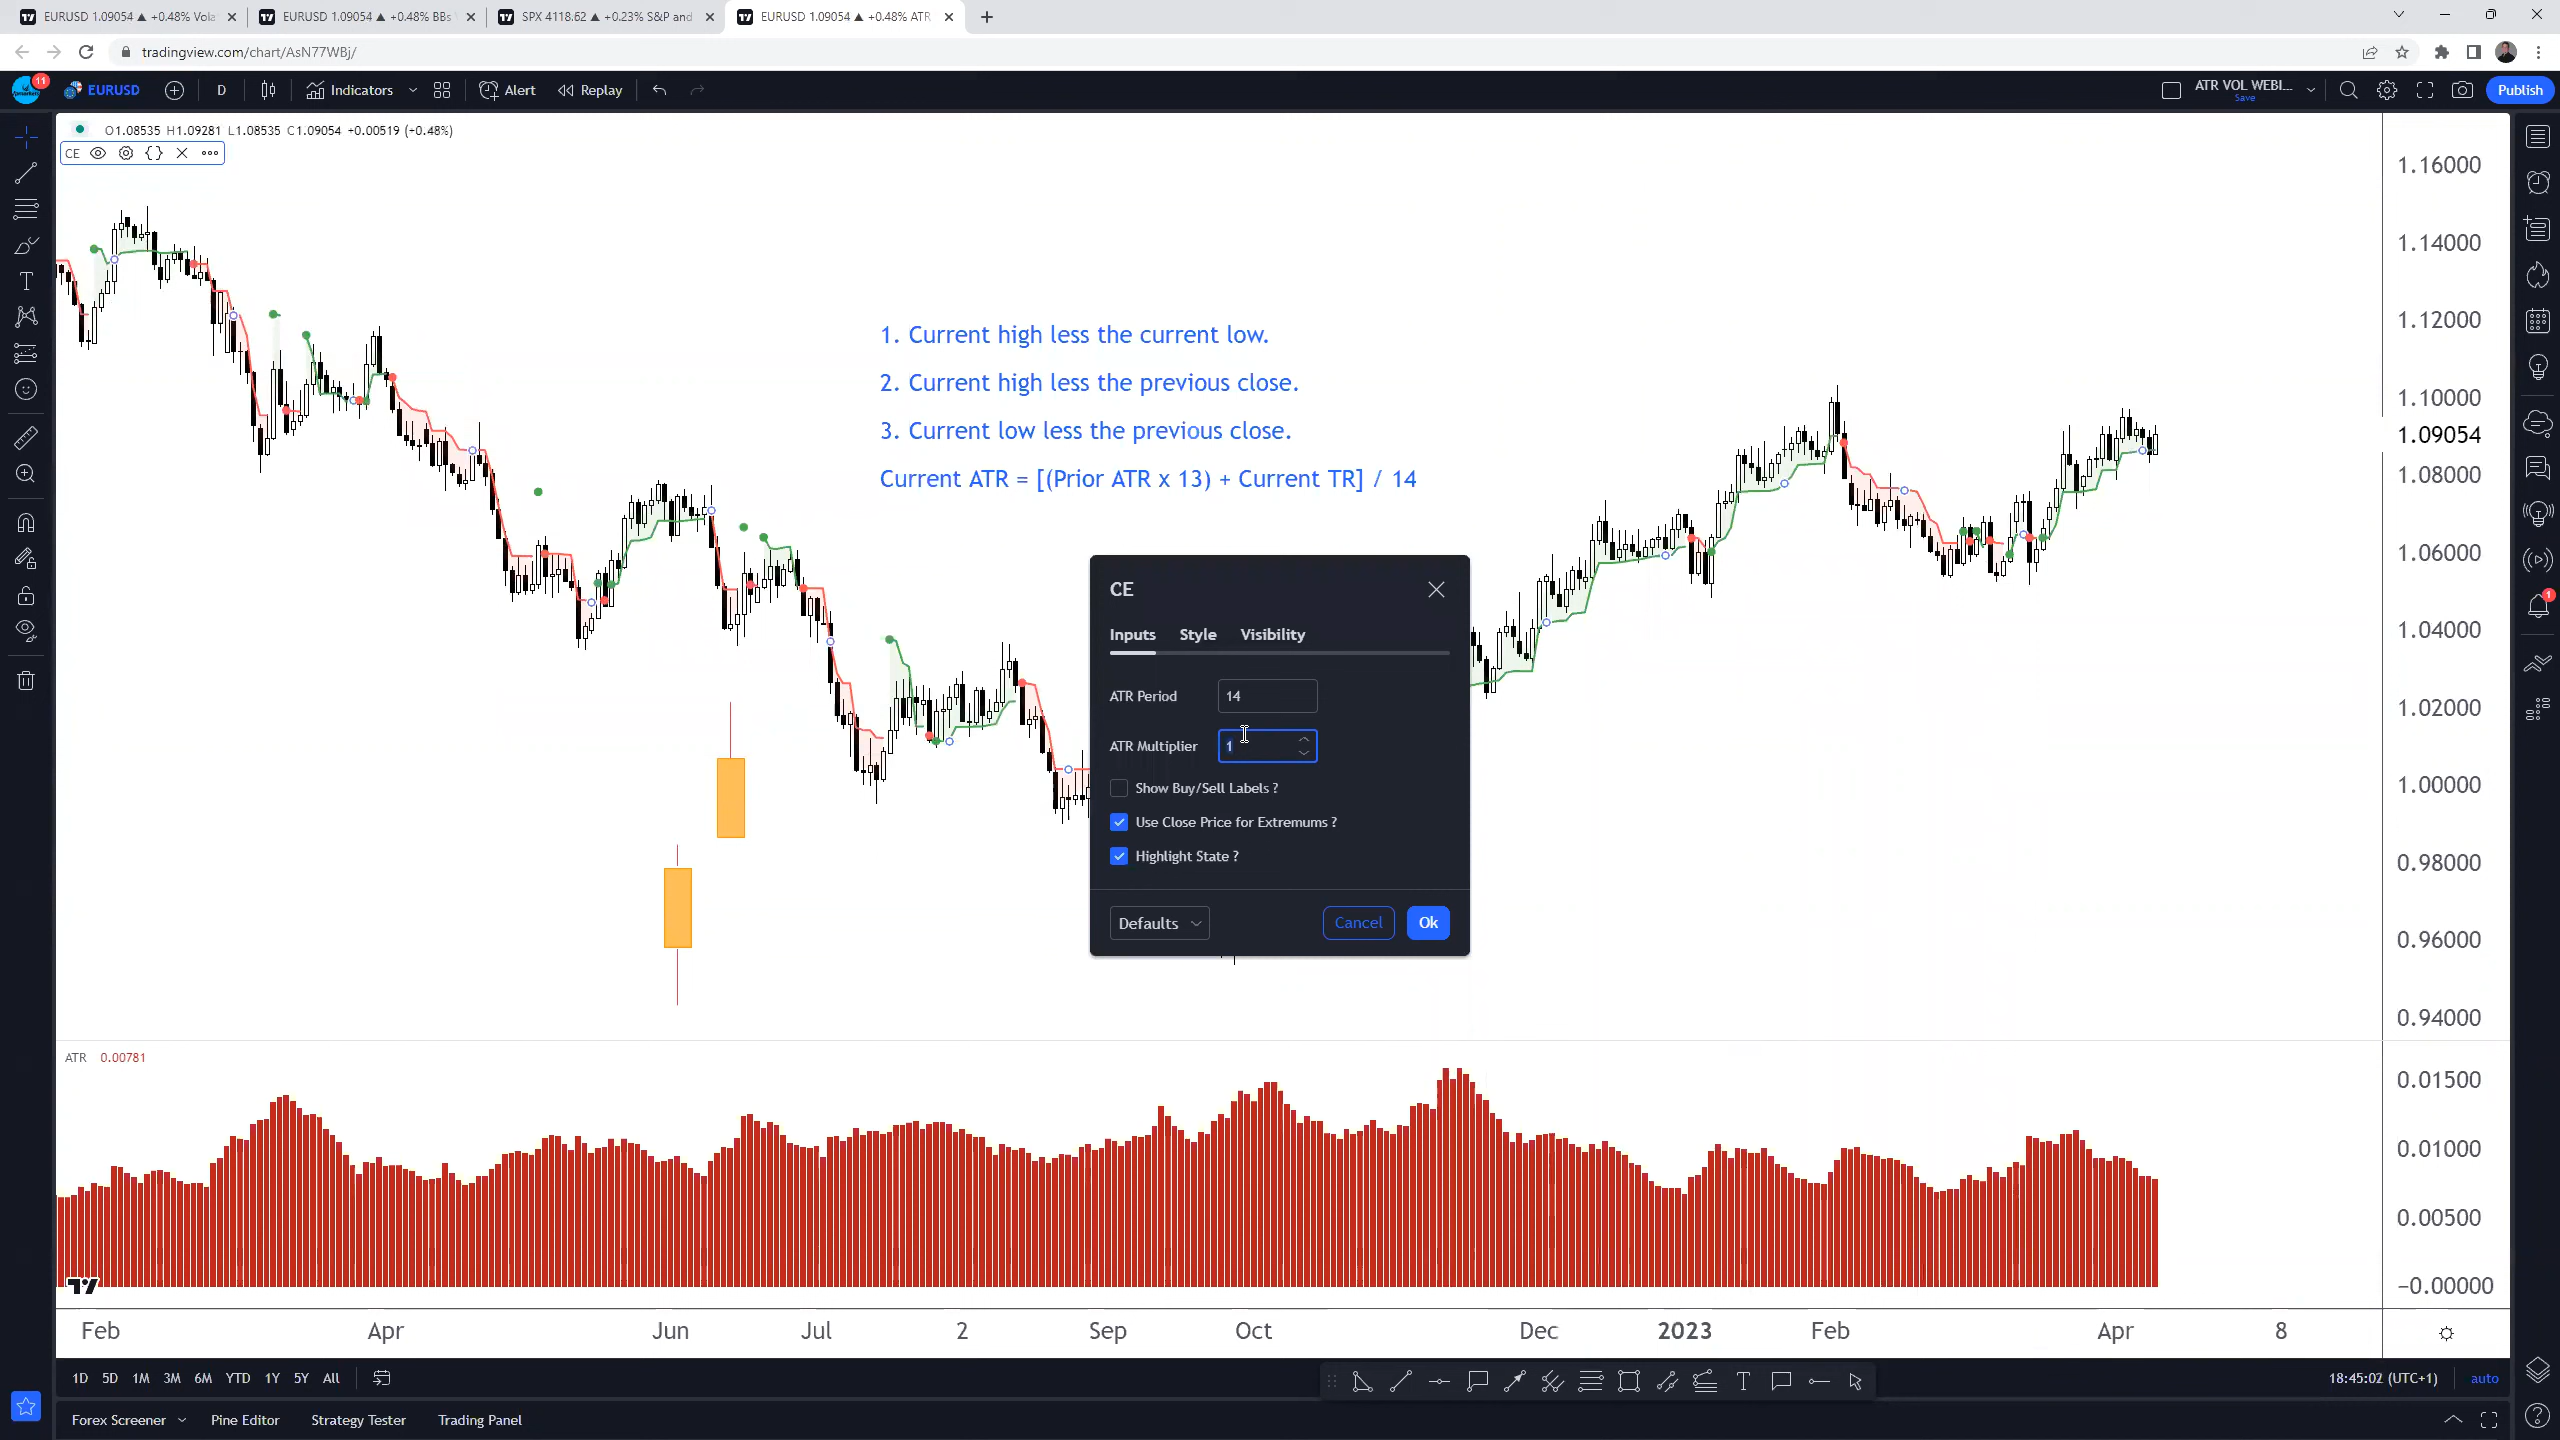 EURUSD 1.09054 ▲ +0.48% Vola
EURUSD 1.09054 ▲ +0.48% BBs
SPX 4118.62 ▲ +0.23% S&P and
EURUSD 1.09054 ▲ +0.48% ATR
tradingview.com/chart/AsN77WBj/
11
EURUSD
D
Indicators
Alert
Replay
ATR VOL WEBI...
Save
Publish
O1.08535 H1.09281 L1.08535 C1.09054 +0.00519 (+0.48%)
CE
1. Current high less the current low.
2. Current high less the previous close.
3. Current low less the previous close.
Current ATR = [(Prior ATR x 13) + Current TR] / 14
1.16000
1.14000
1.12000
1.10000
1.09054
1.08000
1.06000
1.04000
1.02000
1.00000
0.98000
0.96000
0.94000
1
CE
Inputs
Style
Visibility
ATR Period
14
ATR Multiplier
1
Show Buy/Sell Labels ?
Use Close Price for Extremums ?
Highlight State ?
Defaults
Cancel
Ok
ATR 0.00781
0.01500
0.01000
0.00500
−0.00000
Feb
Apr
Jun
Jul
2
Sep
Oct
Dec
2023
Feb
Apr
8
1D 5D 1M 3M 6M YTD 1Y 5Y All
18:45:02 (UTC+1)
auto
Forex Screener
Pine Editor
Strategy Tester
Trading Panel